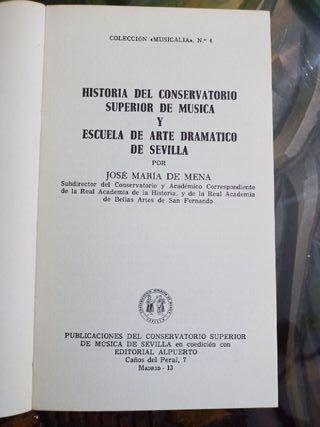 COLECCIÓN «MUSICALIA». N.º 4
HISTORIA DEL CONSERVATORIO
SUPERIOR DE MUSICA
Y
ESCUELA DE ARTE DRAMATICO
DE SEVILLA
POR
JOSÉ MARÍA DE MENA
Subdirector del Conservatorio y Académico Correspondiente
de la Real Academia de la Historia, y de la Real Academia
de Bellas Artes de San Fernando
SEVILLA
PUBLICACIONES DEL CONSERVATORIO SUPERIOR
DE MÚSICA DE SEVILLA en coedición con
EDITORIAL ALPUERTO
Caños del Peral, 7
MADRID - 13